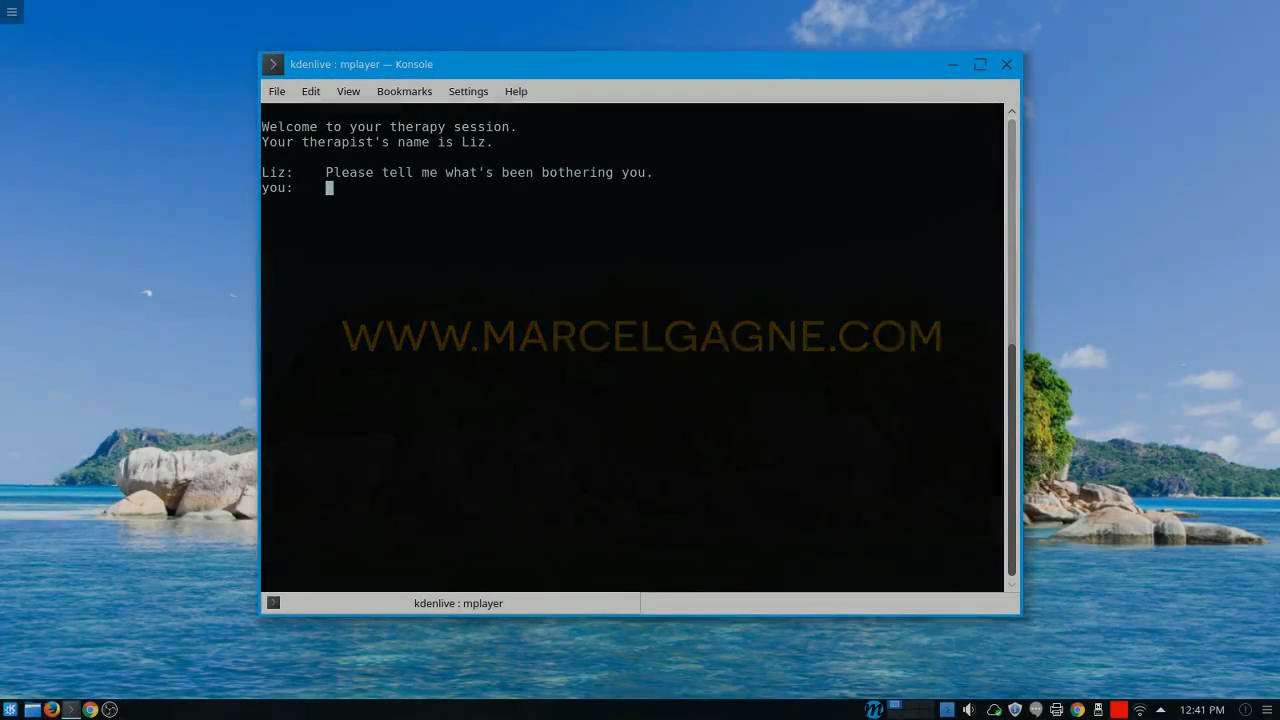 kdenlive : mplayer — Konsole
File Edit View Bookmarks Settings Help
Welcome to your therapy session.
Your therapist's name is Liz.
Liz: Please tell me what's been bothering you.
you:
WWW.MARCELGAGNE.COM
kdenlive : mplayer
12:41 PM